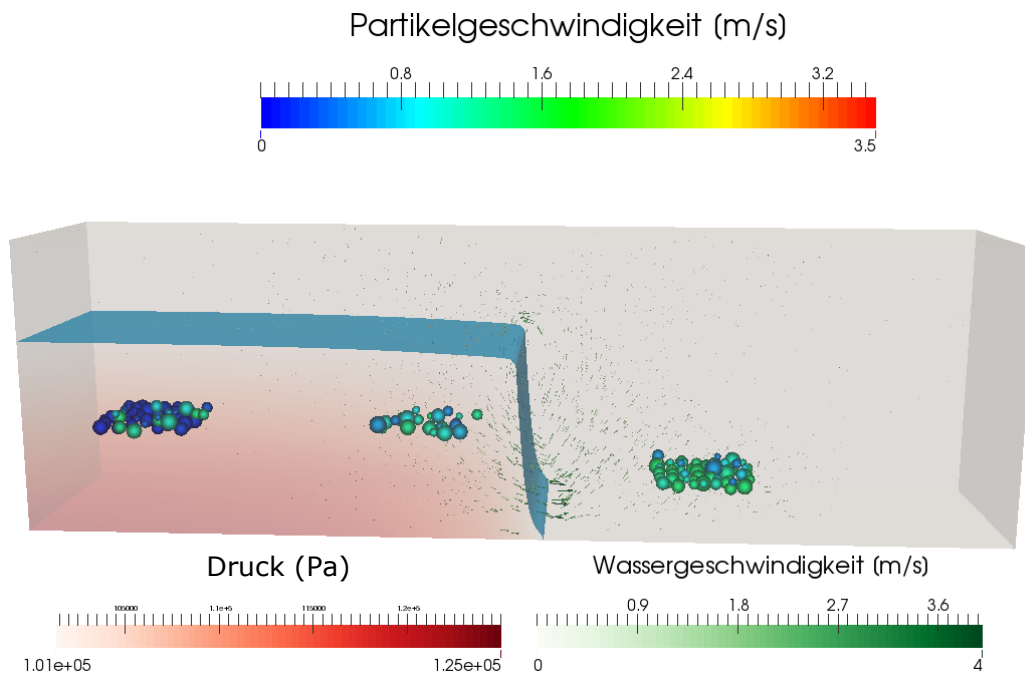 Partikelgeschwindigkeit (m/s)
0.8 1.6 2.4 3.2
0 3.5
Druck (Pa)
105000 1.1e+5 115000 1.2e+5
1.01e+05 1.25e+05
Wassergeschwindigkeit (m/s)
0.9 1.8 2.7 3.6
0 4